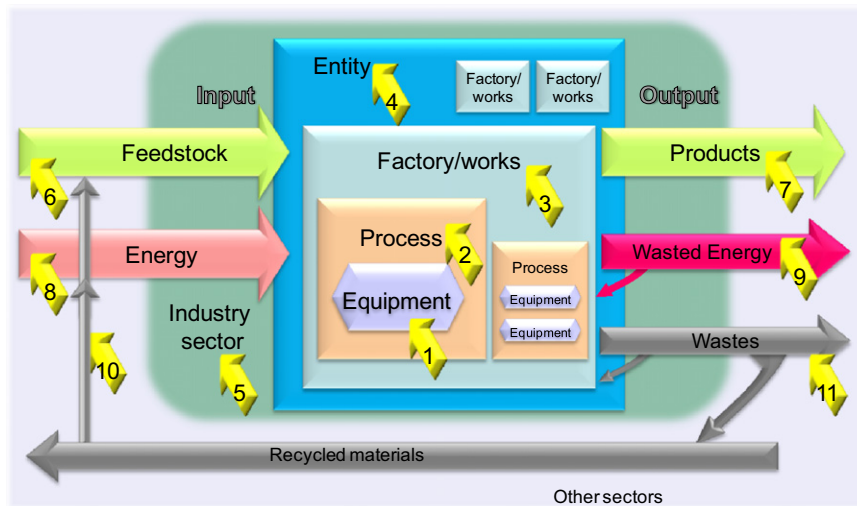 Entity
4
Factory/
works
Factory/
works
Input
Output
Feedstock
6
Factory/works
3
Products
7
Process
2
Energy
8
Equipment
1
Process
Equipment
Equipment
Wasted Energy
9
Industry
sector
5
10
Wastes
11
Recycled materials
Other sectors